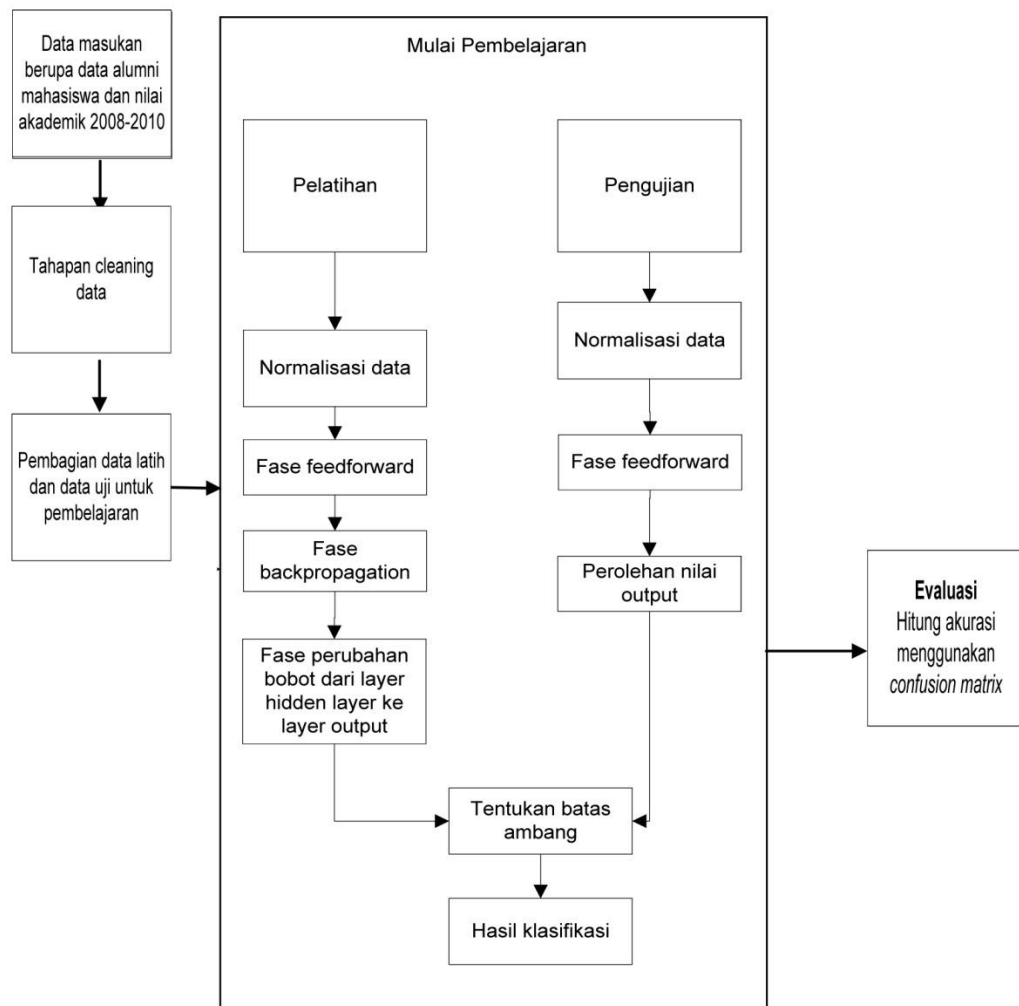 Data masukan
berupa data alumni
mahasiswa dan nilai
akademik 2008-2010
Tahapan cleaning
data
Pembagian data latih
dan data uji untuk
pembelajaran
Mulai Pembelajaran
Pelatihan
Normalisasi data
Fase feedforward
Fase
backpropagation
Fase perubahan
bobot dari layer
hidden layer ke
layer output
Pengujian
Normalisasi data
Fase feedforward
Perolehan nilai
output
Tentukan batas
ambang
Hasil klasifikasi
Evaluasi
Hitung akurasi
menggunakan
confusion matrix